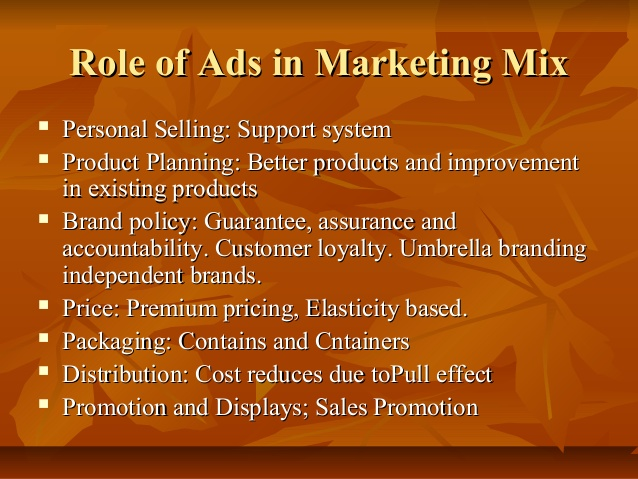 Role of Ads in Marketing Mix
Personal Selling: Support system
Product Planning: Better products and improvement
in existing products
Brand policy: Guarantee, assurance and
accountability. Customer loyalty. Umbrella branding
independent brands.
Price: Premium pricing, Elasticity based.
Packaging: Contains and Cntainers
Distribution: Cost reduces due toPull effect
Promotion and Displays; Sales Promotion